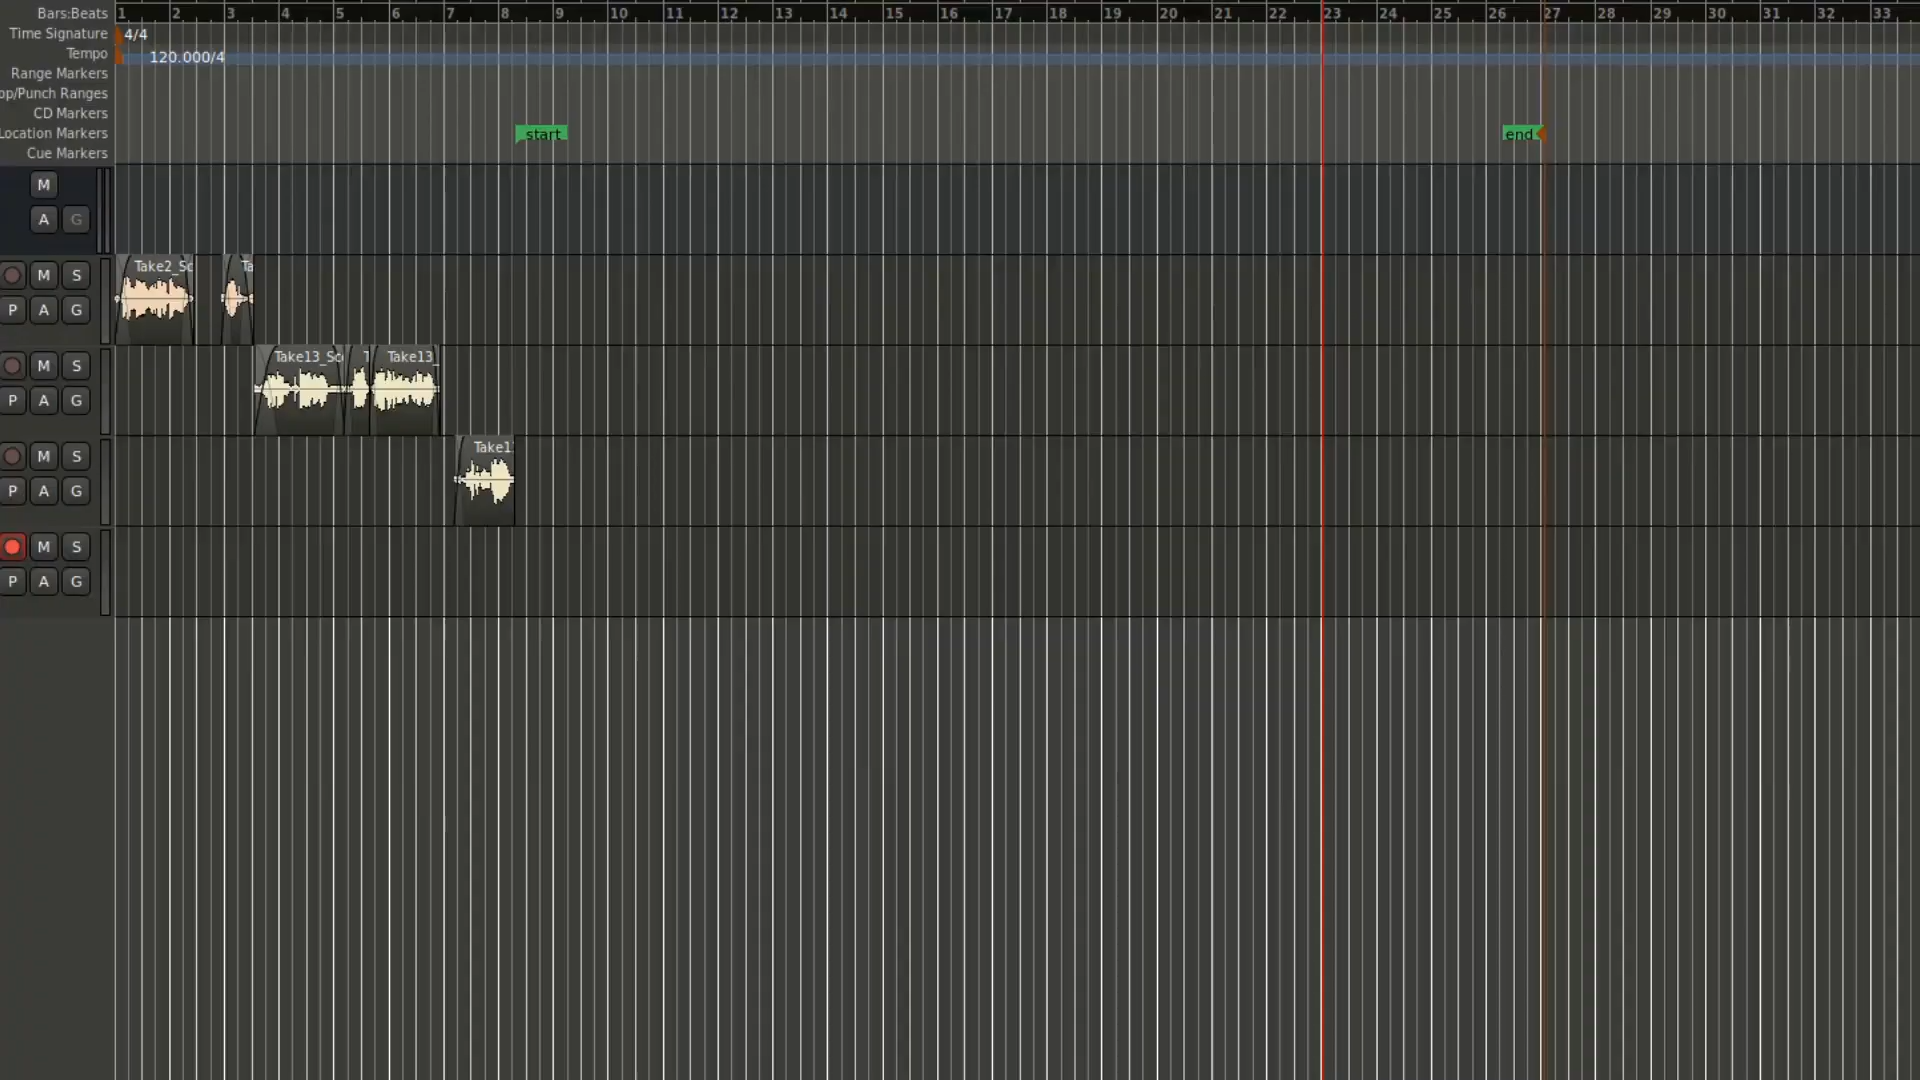 Bars:Beats 1 2 3 4 5 6 7 8 9 10 11 12 13 14 15 16 17 18 19 20 21 22 23 24 25 26 27 28 29 30 31 32 33
Time Signature 4/4
Tempo 120.000/4
Range Markers
op/Punch Ranges
CD Markers
Location Markers start end
Cue Markers
M
A G
Take2_Sc Ta
M S
P A G
Take13_Sc T Take13_
M S
P A G
Take1
M S
P A G
M S
P A G